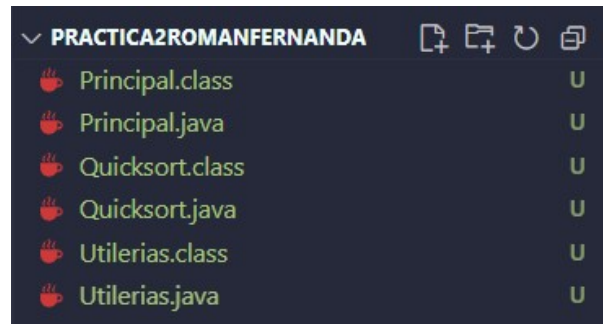 PRACTICA2ROMANFERNANDA
Principal.class U
Principal.java U
Quicksort.class U
Quicksort.java U
Utilerias.class U
Utilerias.java U